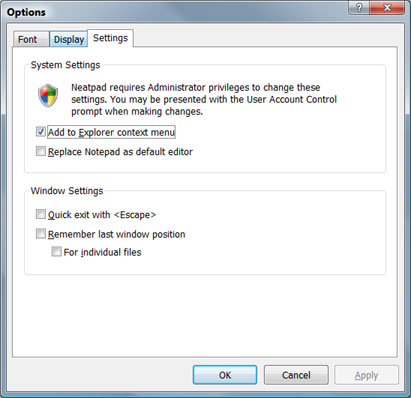 Options
Font
Display
Settings
System Settings
Neatpad requires Administrator privileges to change these
settings. You may be presented with the User Account Control
prompt when making changes.
Add to Explorer context menu
Replace Notepad as default editor
Window Settings
Quick exit with <Escape>
Remember last window position
For individual files
OK
Cancel
Apply